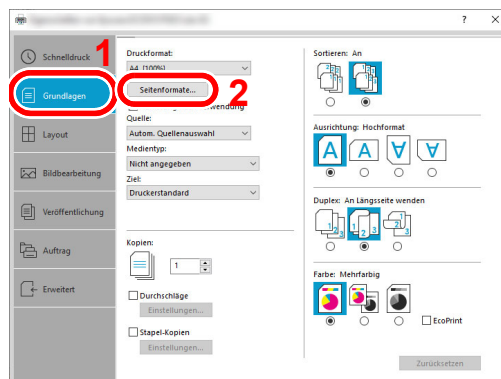 ?
Schnelldruck
1
Grundlagen
Layout
Bildbearbeitung
Veröffentlichung
Auftrag
Erweitert
Druckformat:
A4 [100%]
Seitenformate...
2
wendung
Quelle:
Autom. Quellenauswahl
Medientyp:
Nicht angegeben
Ziel:
Druckerstandard
Kopien:
1
Durchschläge
Einstellungen...
Stapel-Kopien
Einstellungen...
Sortieren: An
Ausrichtung: Hochformat
A A A A
Duplex: An Längsseite wenden
Farbe: Mehrfarbig
EcoPrint
Zurücksetzen